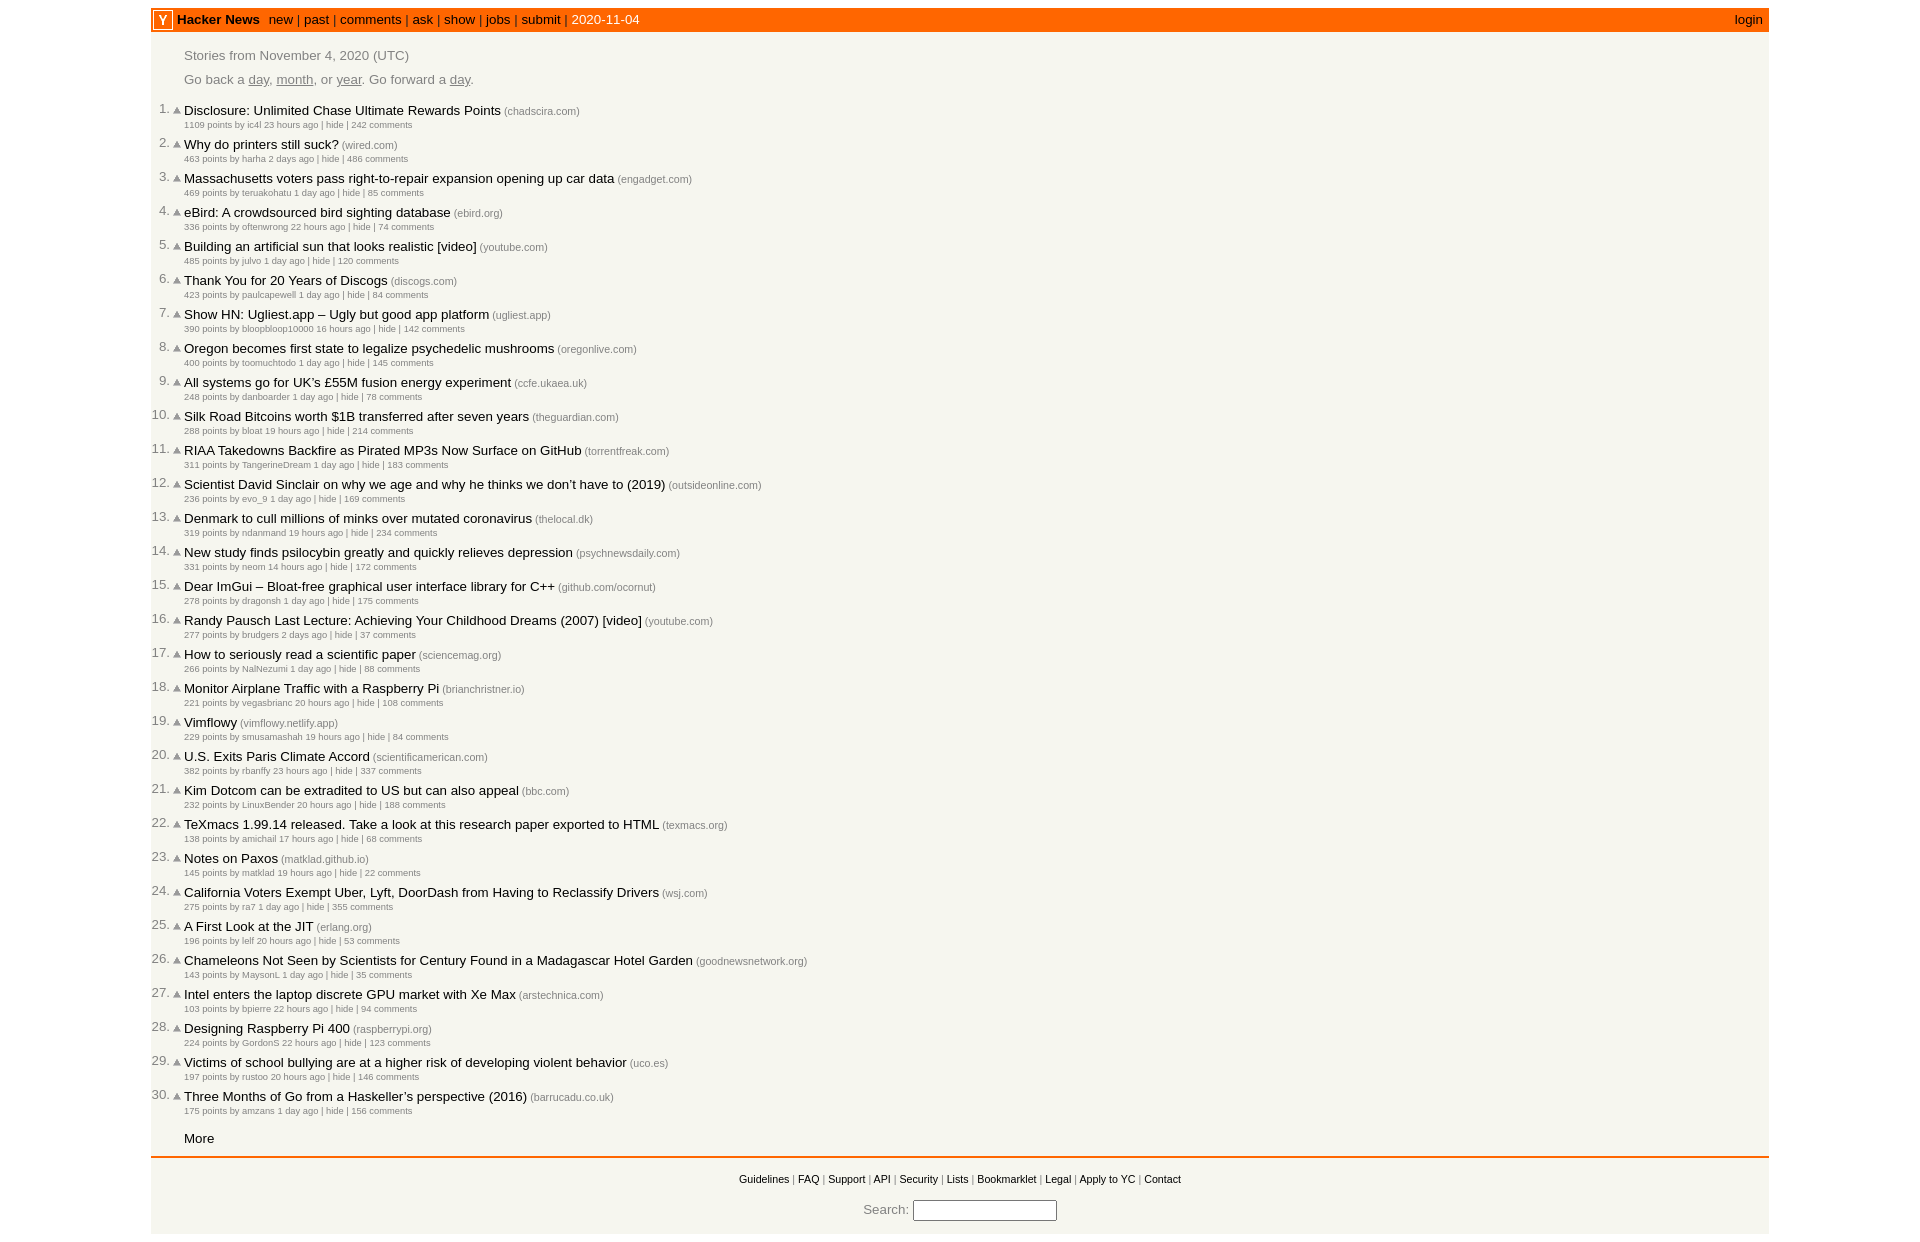 Y Hacker News new | past | comments | ask | show | jobs | submit | 2020-11-04 login
Stories from November 4, 2020 (UTC)
Go back a day, month, or year. Go forward a day.
1. Disclosure: Unlimited Chase Ultimate Rewards Points (chadscira.com)
1109 points by ic4l 23 hours ago | hide | 242 comments
2. Why do printers still suck? (wired.com)
463 points by harha 2 days ago | hide | 486 comments
3. Massachusetts voters pass right-to-repair expansion opening up car data (engadget.com)
469 points by teruakohatu 1 day ago | hide | 85 comments
4. eBird: A crowdsourced bird sighting database (ebird.org)
336 points by oftenwrong 22 hours ago | hide | 74 comments
5. Building an artificial sun that looks realistic [video] (youtube.com)
485 points by julvo 1 day ago | hide | 120 comments
6. Thank You for 20 Years of Discogs (discogs.com)
423 points by paulcapewell 1 day ago | hide | 84 comments
7. Show HN: Ugliest.app – Ugly but good app platform (ugliest.app)
390 points by bloopbloop10000 16 hours ago | hide | 142 comments
8. Oregon becomes first state to legalize psychedelic mushrooms (oregonlive.com)
400 points by toomuchtodo 1 day ago | hide | 145 comments
9. All systems go for UK’s £55M fusion energy experiment (ccfe.ukaea.uk)
248 points by danboarder 1 day ago | hide | 78 comments
10. Silk Road Bitcoins worth $1B transferred after seven years (theguardian.com)
288 points by bloat 19 hours ago | hide | 214 comments
11. RIAA Takedowns Backfire as Pirated MP3s Now Surface on GitHub (torrentfreak.com)
311 points by TangerineDream 1 day ago | hide | 183 comments
12. Scientist David Sinclair on why we age and why he thinks we don’t have to (2019) (outsideonline.com)
236 points by evo_9 1 day ago | hide | 169 comments
13. Denmark to cull millions of minks over mutated coronavirus (thelocal.dk)
319 points by ndanmand 19 hours ago | hide | 234 comments
14. New study finds psilocybin greatly and quickly relieves depression (psychnewsdaily.com)
331 points by neom 14 hours ago | hide | 172 comments
15. Dear ImGui – Bloat-free graphical user interface library for C++ (github.com/ocornut)
278 points by dragonsh 1 day ago | hide | 175 comments
16. Randy Pausch Last Lecture: Achieving Your Childhood Dreams (2007) [video] (youtube.com)
277 points by brudgers 2 days ago | hide | 37 comments
17. How to seriously read a scientific paper (sciencemag.org)
266 points by NalNezumi 1 day ago | hide | 88 comments
18. Monitor Airplane Traffic with a Raspberry Pi (brianchristner.io)
221 points by vegasbrianc 20 hours ago | hide | 108 comments
19. Vimflowy (vimflowy.netlify.app)
229 points by smusamashah 19 hours ago | hide | 84 comments
20. U.S. Exits Paris Climate Accord (scientificamerican.com)
382 points by rbanffy 23 hours ago | hide | 337 comments
21. Kim Dotcom can be extradited to US but can also appeal (bbc.com)
232 points by LinuxBender 20 hours ago | hide | 188 comments
22. TeXmacs 1.99.14 released. Take a look at this research paper exported to HTML (texmacs.org)
138 points by amichail 17 hours ago | hide | 68 comments
23. Notes on Paxos (matklad.github.io)
145 points by matklad 19 hours ago | hide | 22 comments
24. California Voters Exempt Uber, Lyft, DoorDash from Having to Reclassify Drivers (wsj.com)
275 points by ra7 1 day ago | hide | 355 comments
25. A First Look at the JIT (erlang.org)
196 points by lelf 20 hours ago | hide | 53 comments
26. Chameleons Not Seen by Scientists for Century Found in a Madagascar Hotel Garden (goodnewsnetwork.org)
143 points by MaysonL 1 day ago | hide | 35 comments
27. Intel enters the laptop discrete GPU market with Xe Max (arstechnica.com)
103 points by bpierre 22 hours ago | hide | 94 comments
28. Designing Raspberry Pi 400 (raspberrypi.org)
224 points by GordonS 22 hours ago | hide | 123 comments
29. Victims of school bullying are at a higher risk of developing violent behavior (uco.es)
197 points by rustoo 20 hours ago | hide | 146 comments
30. Three Months of Go from a Haskeller’s perspective (2016) (barrucadu.co.uk)
175 points by amzans 1 day ago | hide | 156 comments
More
Guidelines | FAQ | Support | API | Security | Lists | Bookmarklet | Legal | Apply to YC | Contact
Search: